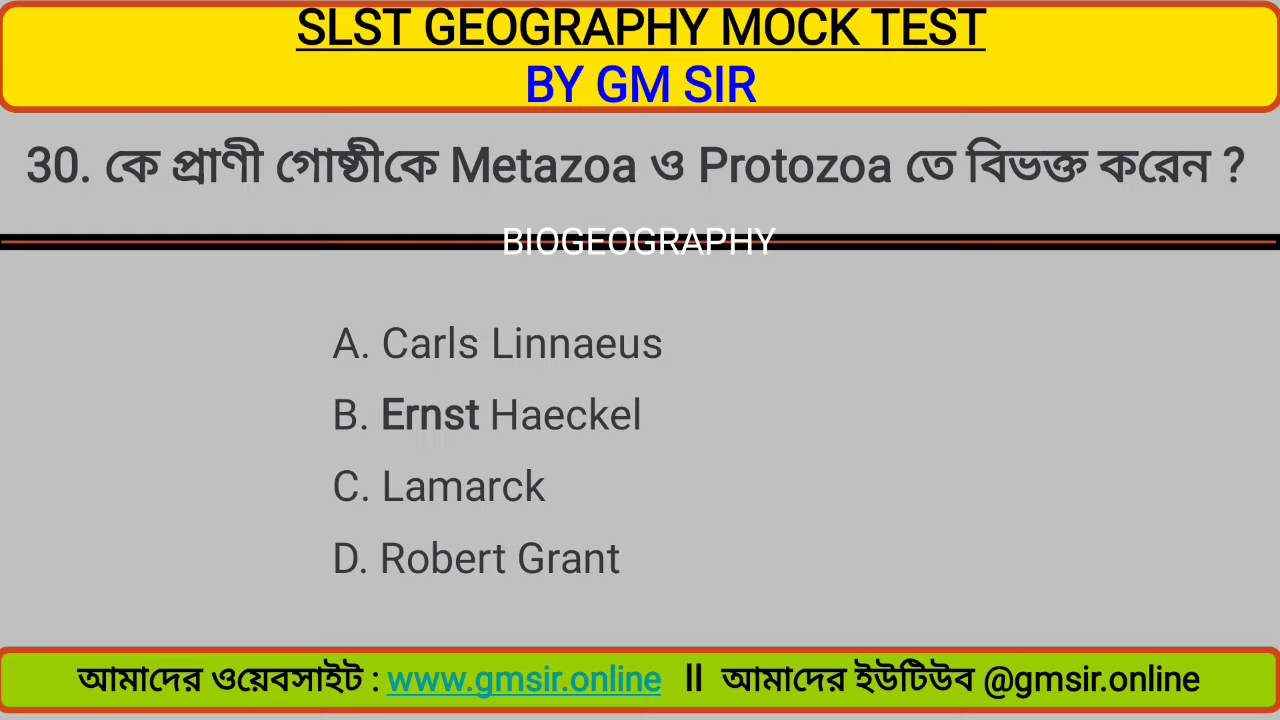 SLST GEOGRAPHY MOCK TEST
BY GM SIR
30. কে প্রাণী গোষ্ঠীকে Metazoa ও Protozoa তে বিভক্ত করেন ?
BIOGEOGRAPHY
A. Carls Linnaeus
B. Ernst Haeckel
C. Lamarck
D. Robert Grant
আমাদের ওয়েবসাইট : www.gmsir.online ll আমাদের ইউটিউব @gmsir.online